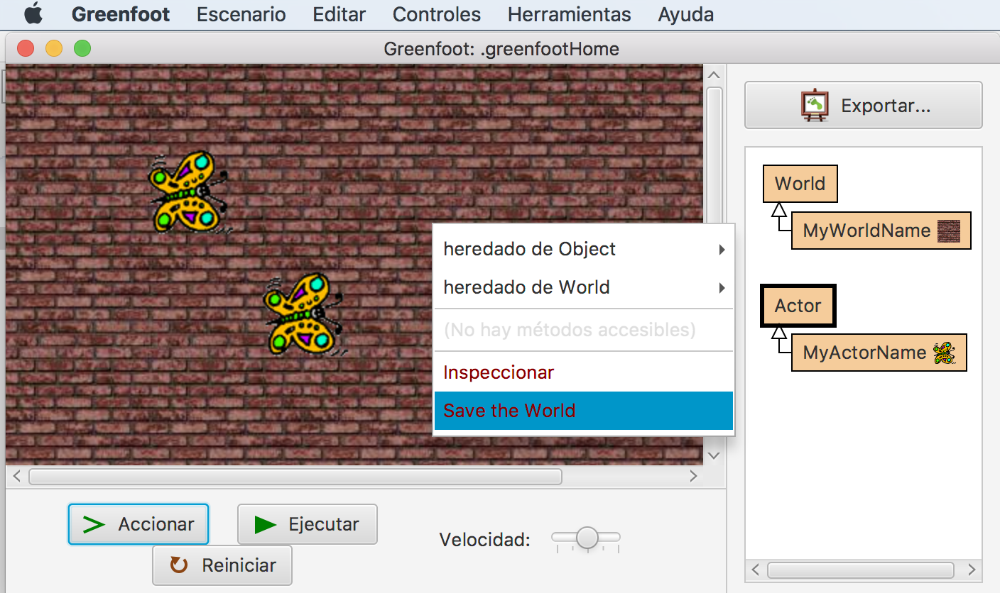 Greenfoot Escenario Editar Controles Herramientas Ayuda
Greenfoot: .greenfootHome
Exportar...
World
MyWorldName
Actor
MyActorName
heredado de Object
heredado de World
(No hay métodos accesibles)
Inspeccionar
Save the World
Accionar
Ejecutar
Reiniciar
Velocidad: